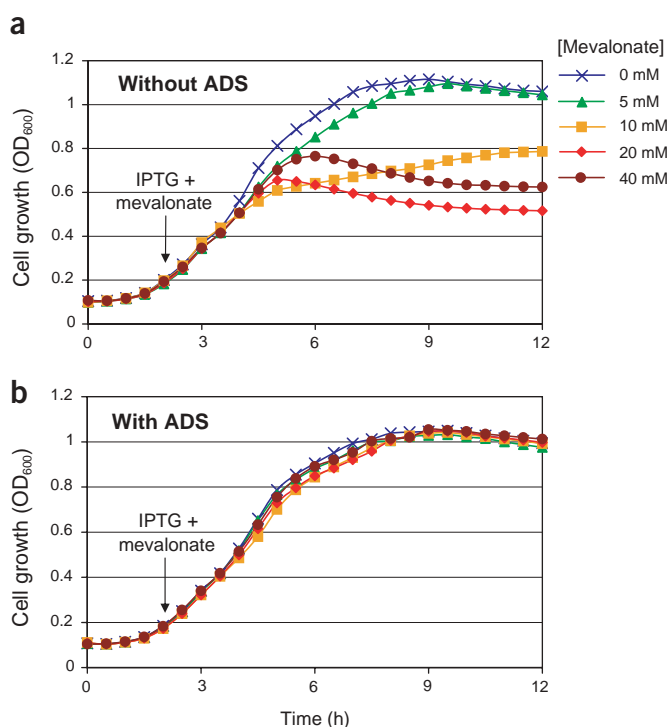 a
[Mevalonate]
0 mM
5 mM
10 mM
20 mM
40 mM
Without ADS
IPTG +
mevalonate
Cell growth (OD600)
1.2
1
0.8
0.6
0.4
0.2
0
0
3
6
9
12
b
With ADS
IPTG +
mevalonate
Cell growth (OD600)
1.2
1
0.8
0.6
0.4
0.2
0
0
3
6
9
12
Time (h)